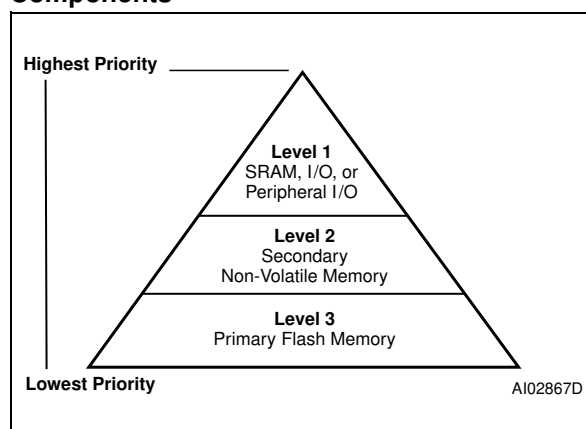 Components
Highest Priority
Level 1
SRAM, I/O, or
Peripheral I/O
Level 2
Secondary
Non-Volatile Memory
Level 3
Primary Flash Memory
Lowest Priority
AI02867D